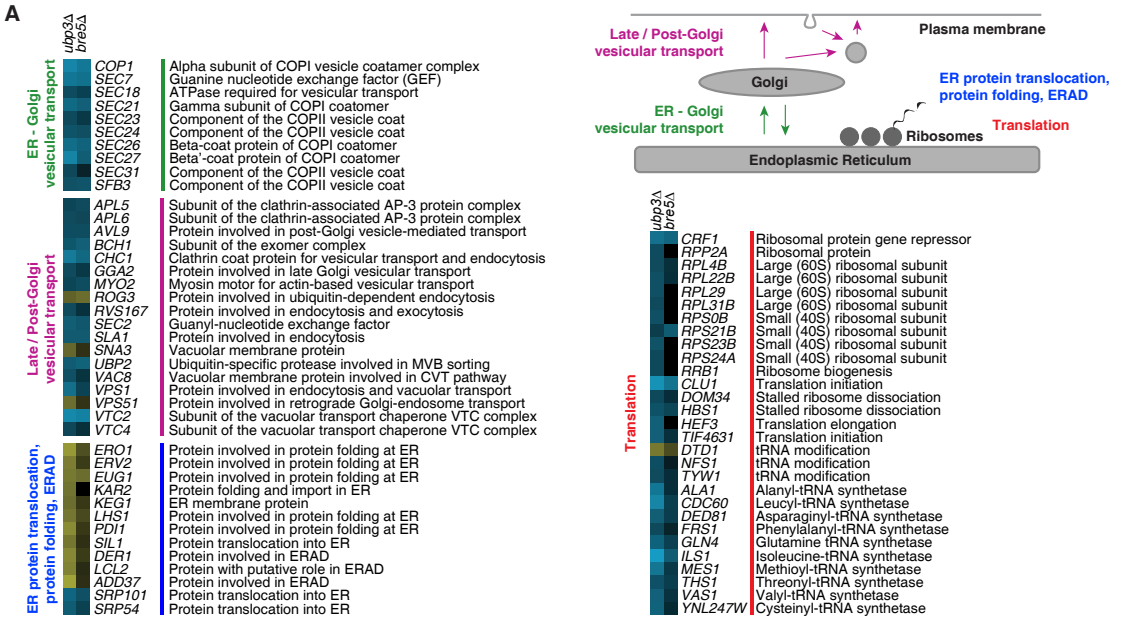 A
ubp3Δ
bre5Δ
ER - Golgi
vesicular transport
COP1 Alpha subunit of COPI vesicle coatamer complex
SEC7 Guanine nucleotide exchange factor (GEF)
SEC18 ATPase required for vesicular transport
SEC21 Gamma subunit of COPI coatomer
SEC23 Component of the COPII vesicle coat
SEC24 Component of the COPII vesicle coat
SEC26 Beta-coat protein of COPI coatomer
SEC27 Beta'-coat protein of COPI coatomer
SEC31 Component of the COPII vesicle coat
SFB3 Component of the COPII vesicle coat
Late / Post-Golgi
vesicular transport
APL5 Subunit of the clathrin-associated AP-3 protein complex
APL6 Subunit of the clathrin-associated AP-3 protein complex
AVL9 Protein involved in post-Golgi vesicle-mediated transport
BCH1 Subunit of the exomer complex
CHC1 Clathrin coat protein for vesicular transport and endocytosis
GGA2 Protein involved in late Golgi vesicular transport
MYO2 Myosin motor for actin-based vesicular transport
ROG3 Protein involved in ubiquitin-dependent endocytosis
RVS167 Protein involved in endocytosis and exocytosis
SEC2 Guanyl-nucleotide exchange factor
SLA1 Protein involved in endocytosis
SNA3 Vacuolar membrane protein
UBP2 Ubiquitin-specific protease involved in MVB sorting
VAC8 Vacuolar membrane protein involved in CVT pathway
VPS1 Protein involved in endocytosis and vacuolar transport
VPS51 Protein involved in retrograde Golgi-endosome transport
VTC2 Subunit of the vacuolar transport chaperone VTC complex
VTC4 Subunit of the vacuolar transport chaperone VTC complex
ER protein translocation,
protein folding, ERAD
ERO1 Protein involved in protein folding at ER
ERV2 Protein involved in protein folding at ER
EUG1 Protein involved in protein folding at ER
KAR2 Protein folding and import in ER
KEG1 ER membrane protein
LHS1 Protein involved in protein folding at ER
PDI1 Protein involved in protein folding at ER
SIL1 Protein translocation into ER
DER1 Protein involved in ERAD
LCL2 Protein with putative role in ERAD
ADD37 Protein involved in ERAD
SRP101 Protein translocation into ER
SRP54 Protein translocation into ER
Late / Post-Golgi
vesicular transport
Plasma membrane
Golgi
ER protein translocation,
protein folding, ERAD
ER - Golgi
vesicular transport
Translation
Ribosomes
Endoplasmic Reticulum
ubp3Δ
bre5Δ
Translation
CRF1 Ribosomal protein gene repressor
RPP2A Ribosomal protein
RPL4B Large (60S) ribosomal subunit
RPL22B Large (60S) ribosomal subunit
RPL29 Large (60S) ribosomal subunit
RPL31B Large (60S) ribosomal subunit
RPS0B Small (40S) ribosomal subunit
RPS21B Small (40S) ribosomal subunit
RPS23B Small (40S) ribosomal subunit
RPS24A Small (40S) ribosomal subunit
RRB1 Ribosome biogenesis
CLU1 Translation initiation
DOM34 Stalled ribosome dissociation
HBS1 Stalled ribosome dissociation
HEF3 Translation elongation
TIF4631 Translation initiation
DTD1 tRNA modification
NFS1 tRNA modification
TYW1 tRNA modification
ALA1 Alanyl-tRNA synthetase
CDC60 Leucyl-tRNA synthetase
DED81 Asparaginyl-tRNA synthetase
FRS1 Phenylalanyl-tRNA synthetase
GLN4 Glutamine tRNA synthetase
ILS1 Isoleucine-tRNA synthetase
MES1 Methioyl-tRNA synthetase
THS1 Threonyl-tRNA synthetase
VAS1 Valyl-tRNA synthetase
YNL247W Cysteinyl-tRNA synthetase